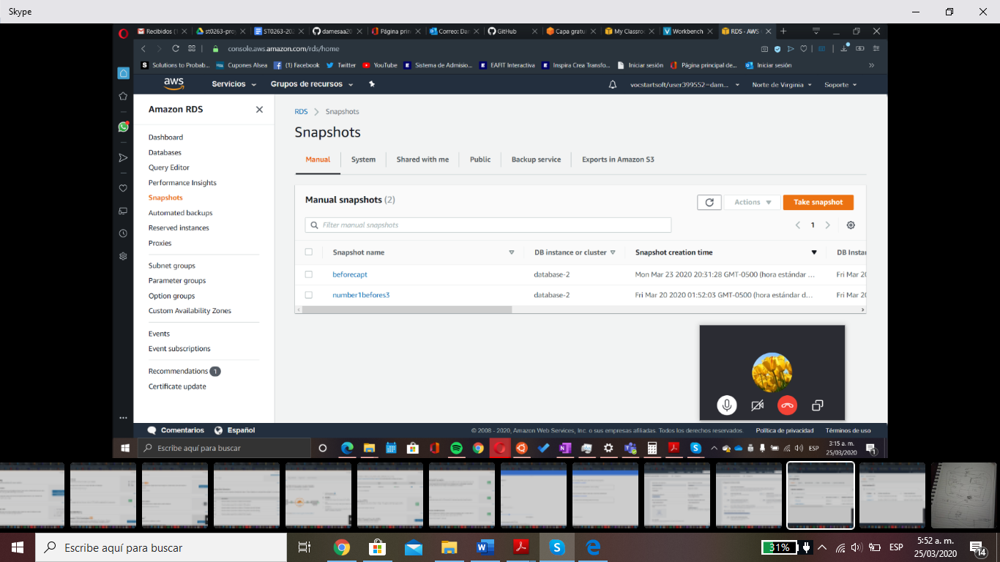 Skype
Recibidos (1
st0263-proy
ST0263-202
damesaa20
Página prin
Correo: Dar
GitHub
Capa gratui
My Classroo
Workbench
RDS · AWS
console.aws.amazon.com/rds/home
Solutions to Probab...
Cupones Alsea
(1) Facebook
Twitter
YouTube
Sistema de Admisio...
EAFIT Interactiva
Inspira Crea Transfo...
Iniciar sesión
Página principal de...
Iniciar sesión
aws
Servicios
Grupos de recursos
vocstartsoft/user399552=dam...
Norte de Virginia
Soporte
Amazon RDS
Dashboard
Databases
Query Editor
Performance Insights
Snapshots
Automated backups
Reserved instances
Proxies
Subnet groups
Parameter groups
Option groups
Custom Availability Zones
Events
Event subscriptions
Recommendations 1
Certificate update
RDS > Snapshots
Snapshots
Manual System Shared with me Public Backup service Exports in Amazon S3
Manual snapshots (2)
Actions
Take snapshot
Filter manual snapshots
1
Snapshot name DB instance or cluster Snapshot creation time DB Instan
beforecapt database-2 Mon Mar 23 2020 20:31:28 GMT-0500 (hora estándar ... Fri Mar 20
number1befores3 database-2 Fri Mar 20 2020 01:52:03 GMT-0500 (hora estándar d... Fri Mar 20
Comentarios Español
© 2008 - 2020, Amazon Web Services, Inc. o sus empresas afiliadas. Todos los derechos reservados. Política de privacidad Términos de uso
Escribe aquí para buscar
ESP
3:15 a. m.
25/03/2020
1
Escribe aquí para buscar
31%
ESP
5:52 a. m.
25/03/2020
14